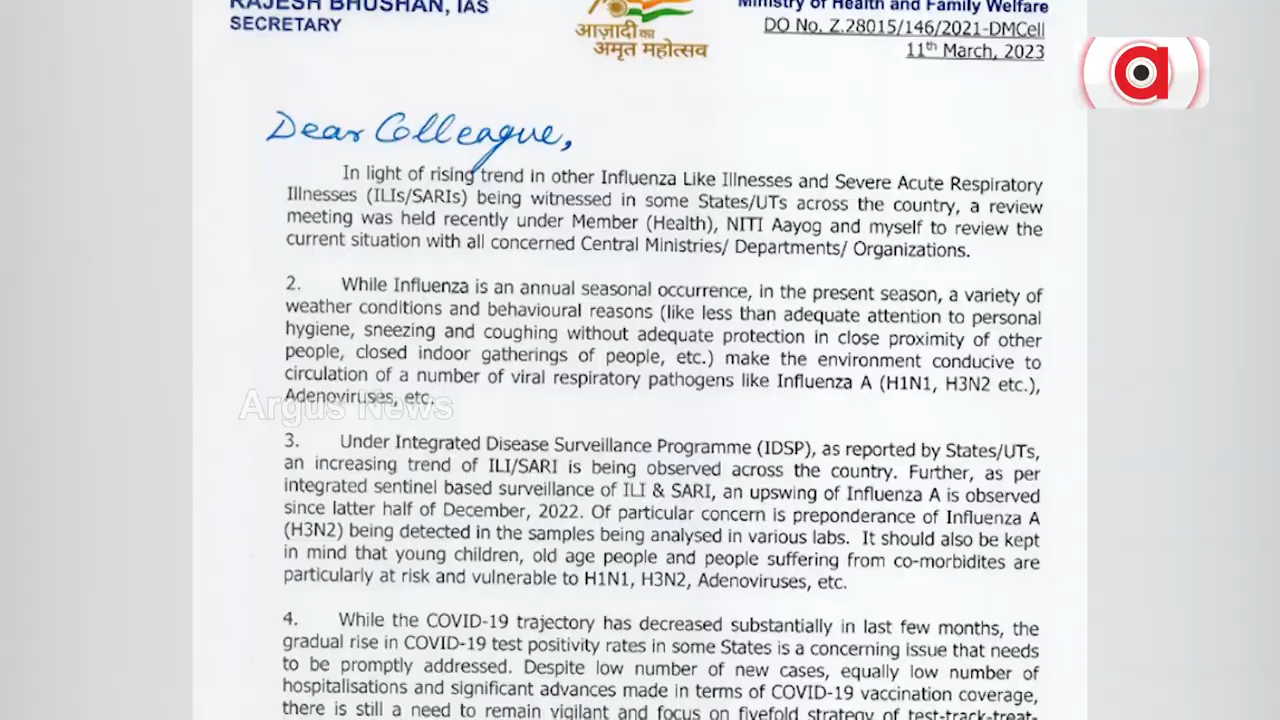 RAJESH BHUSHAN, IAS
SECRETARY
आज़ादी का
अमृत महोत्सव
Ministry of Health and Family Welfare
DO No. Z.28015/146/2021-DMCell
11th March, 2023
a
Dear Colleague,
In light of rising trend in other Influenza Like Illnesses and Severe Acute Respiratory
Illnesses (ILIs/SARIs) being witnessed in some States/UTs across the country, a review
meeting was held recently under Member (Health), NITI Aayog and myself to review the
current situation with all concerned Central Ministries/ Departments/ Organizations.
2. While Influenza is an annual seasonal occurrence, in the present season, a variety of
weather conditions and behavioural reasons (like less than adequate attention to personal
hygiene, sneezing and coughing without adequate protection in close proximity of other
people, closed indoor gatherings of people, etc.) make the environment conducive to
circulation of a number of viral respiratory pathogens like Influenza A (H1N1, H3N2 etc.),
Adenoviruses, etc.
Argus News
3. Under Integrated Disease Surveillance Programme (IDSP), as reported by States/UTs,
an increasing trend of ILI/SARI is being observed across the country. Further, as per
integrated sentinel based surveillance of ILI & SARI, an upswing of Influenza A is observed
since latter half of December, 2022. Of particular concern is preponderance of Influenza A
(H3N2) being detected in the samples being analysed in various labs. It should also be kept
in mind that young children, old age people and people suffering from co-morbidites are
particularly at risk and vulnerable to H1N1, H3N2, Adenoviruses, etc.
4. While the COVID-19 trajectory has decreased substantially in last few months, the
gradual rise in COVID-19 test positivity rates in some States is a concerning issue that needs
to be promptly addressed. Despite low number of new cases, equally low number of
hospitalisations and significant advances made in terms of COVID-19 vaccination coverage,
there is still a need to remain vigilant and focus on fivefold strategy of test-track-treat-